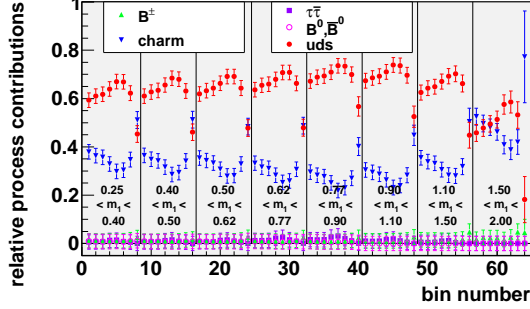 1
0.8
0.6
0.4
0.2
0
relative process contributions
B±
charm
τ τ̅
B⁰,B̅⁰
uds
0.25 0.40 0.50 0.62 0.77 0.90 1.10 1.50
< m₁ < < m₁ < < m₁ < < m₁ < < m₁ < < m₁ < < m₁ < < m₁ <
0.40 0.50 0.62 0.77 0.90 1.10 1.50 2.00
0 10 20 30 40 50 60
bin number